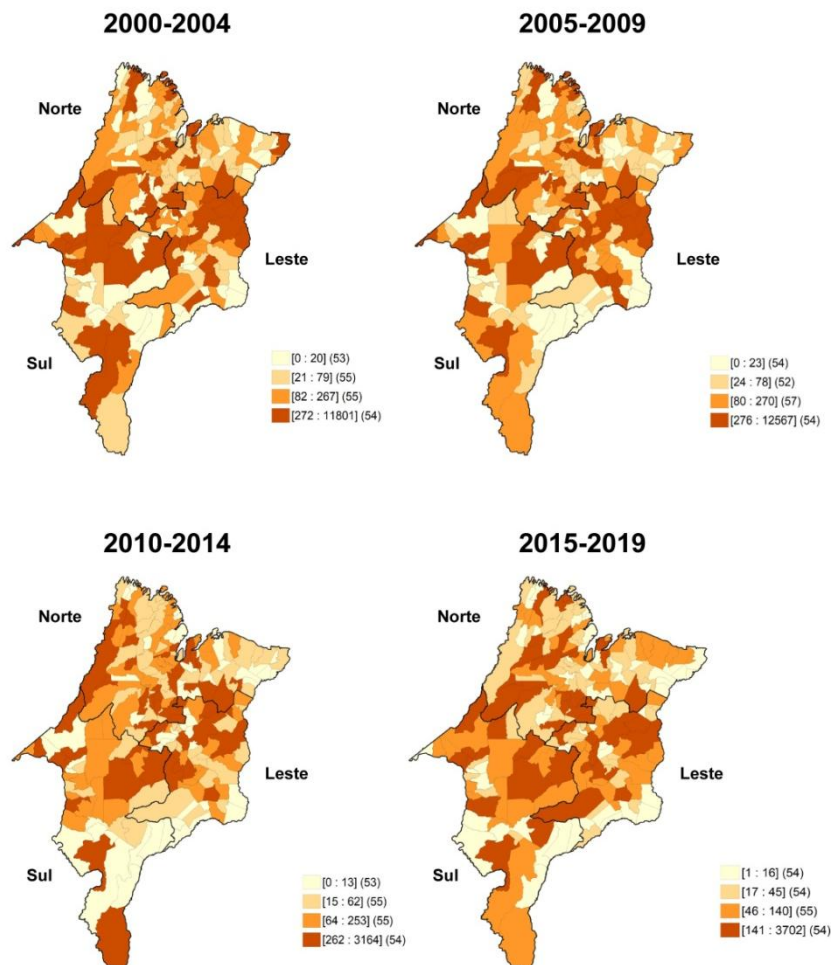 2000-2004
Norte
Leste
Sul
[0 : 20] (53)
[21 : 79] (55)
[82 : 267] (55)
[272 : 11801] (54)
2005-2009
Norte
Leste
Sul
[0 : 23] (54)
[24 : 78] (52)
[80 : 270] (57)
[276 : 12567] (54)
2010-2014
Norte
Leste
Sul
[0 : 13] (53)
[15 : 62] (55)
[64 : 253] (55)
[262 : 3164] (54)
2015-2019
Norte
Leste
Sul
[1 : 16] (54)
[17 : 45] (54)
[46 : 140] (55)
[141 : 3702] (54)